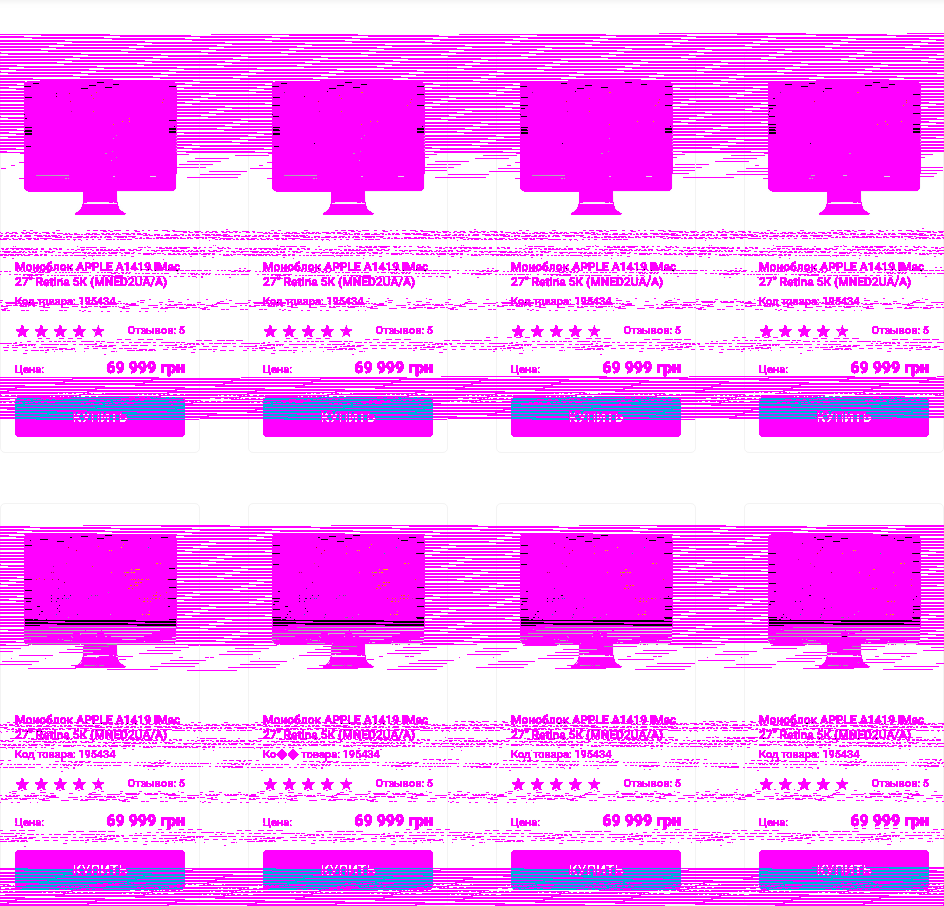 Моноблок APPLE A1419 iMac Моноблок APPLE A1419 iMac Моноблок APPLE A1419 iMac Моноблок APPLE A1419 iMac
27" Retina 5K (MNED2UA/A) 27" Retina 5K (MNED2UA/A) 27" Retina 5K (MNED2UA/A) 27" Retina 5K (MNED2UA/A)
Код товара: 195434 Код товара: 195434 Код товара: 195434 Код товара: 195434
Отзывов: 5 Отзывов: 5 Отзывов: 5 Отзывов: 5
Цена: 69 999 грн Цена: 69 999 грн Цена: 69 999 грн Цена: 69 999 грн
КУПИТЬ КУПИТЬ КУПИТЬ КУПИТЬ
Моноблок APPLE A1419 iMac Моноблок APPLE A1419 iMac Моноблок APPLE A1419 iMac Моноблок APPLE A1419 iMac
27" Retina 5K (MNED2UA/A) 27" Retina 5K (MNED2UA/A) 27" Retina 5K (MNED2UA/A) 27" Retina 5K (MNED2UA/A)
Код товара: 195434 Ко�� товара: 195434 Код товара: 195434 Код товара: 195434
Отзывов: 5 Отзывов: 5 Отзывов: 5 Отзывов: 5
Цена: 69 999 грн Цена: 69 999 грн Цена: 69 999 грн Цена: 69 999 грн
КУПИТЬ КУПИТЬ КУПИТЬ КУПИТЬ